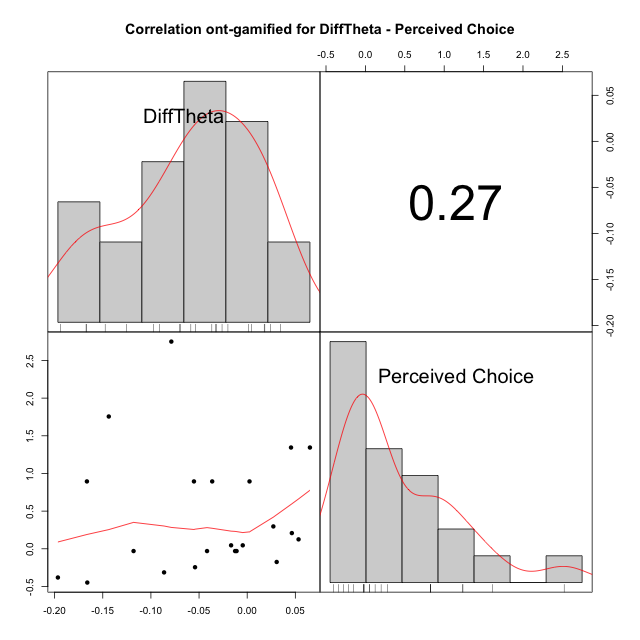 Correlation ont-gamified for DiffTheta - Perceived Choice
-0.5 0.0 0.5 1.0 1.5 2.0 2.5
DiffTheta
0.27
0.05
0.00
-0.05
-0.10
-0.15
-0.20
Perceived Choice
2.5
2.0
1.5
1.0
0.5
0.0
-0.5
-0.20 -0.15 -0.10 -0.05 0.00 0.05